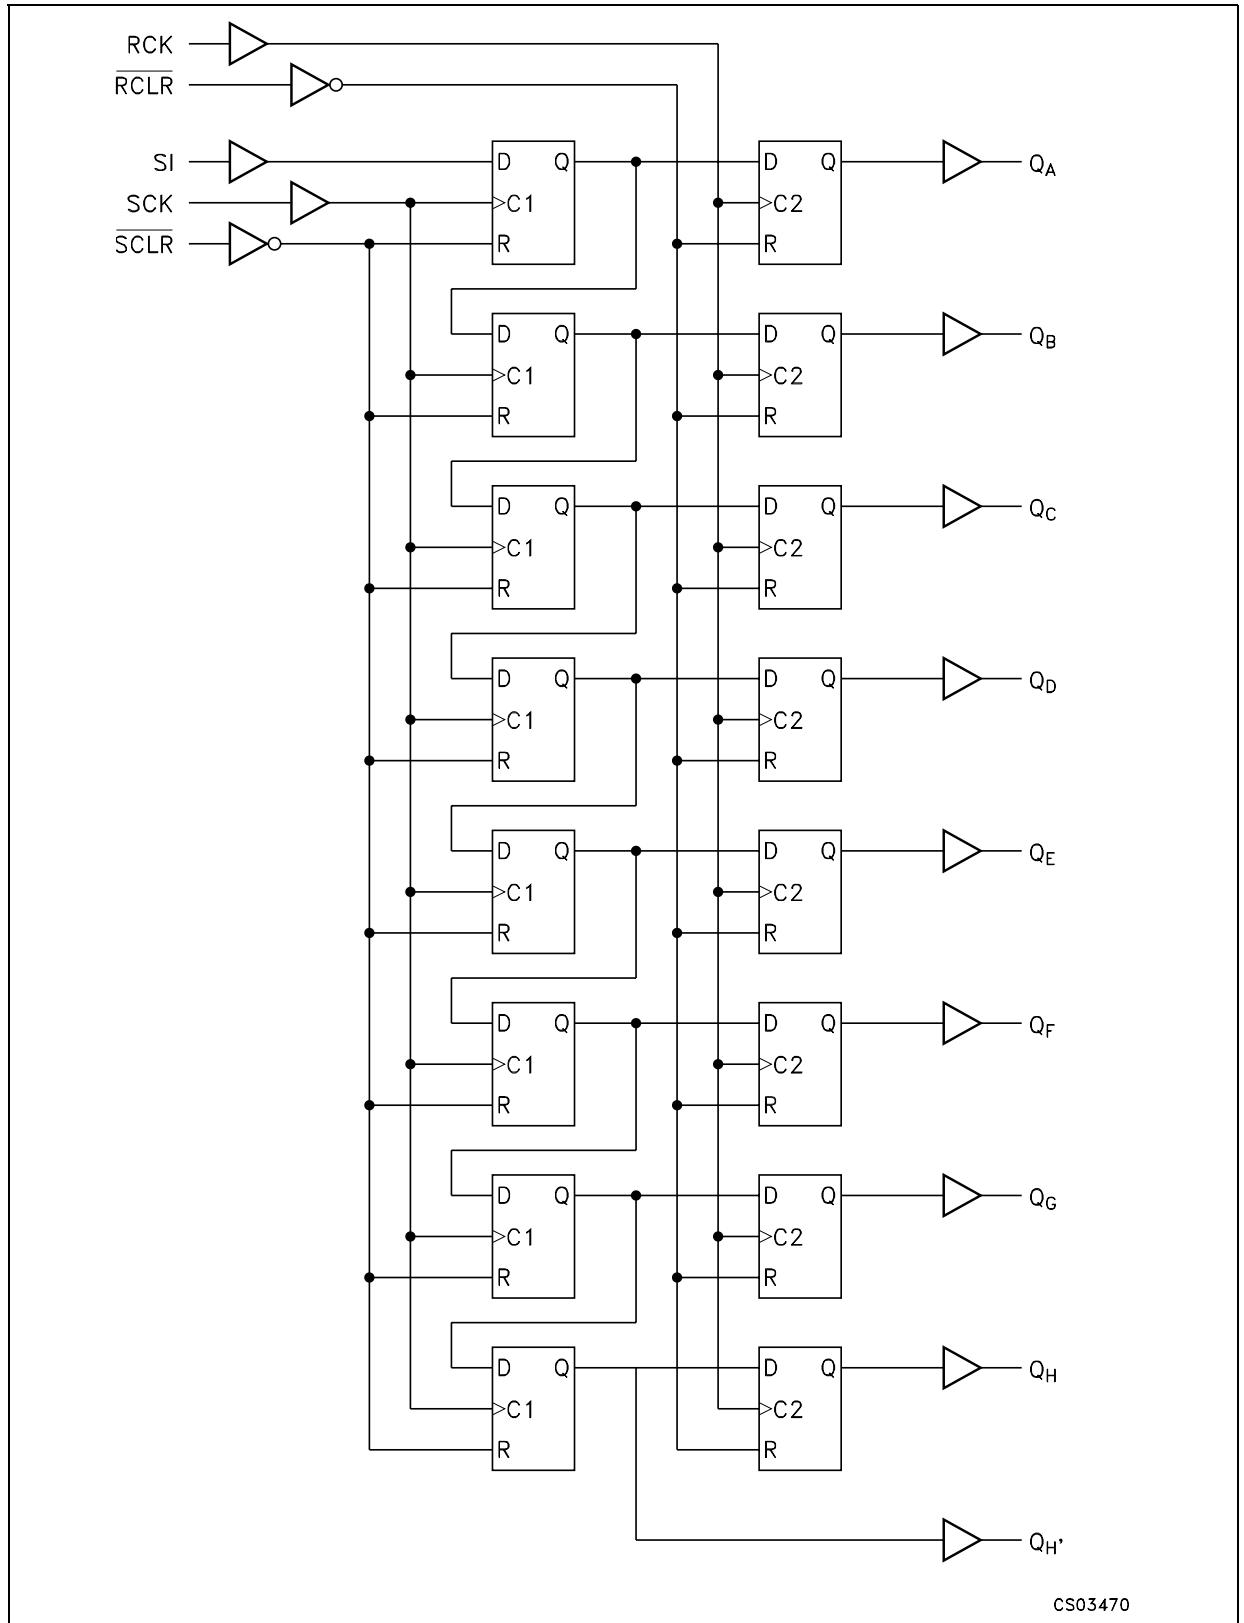 RCK
RCLR
SI D Q D Q QA
SCK C1 C2
SCLR R R
D Q D Q QB
C1 C2
R R
D Q D Q QC
C1 C2
R R
D Q D Q QD
C1 C2
R R
D Q D Q QE
C1 C2
R R
D Q D Q QF
C1 C2
R R
D Q D Q QG
C1 C2
R R
D Q D Q QH
C1 C2
R R
QH'
CS03470